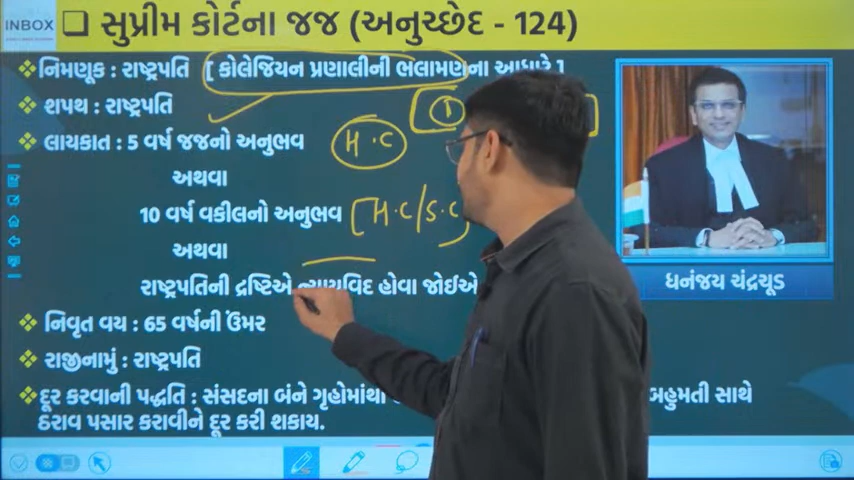 INBOX
❑ સુપ્રીમ કોર્ટના જજ (અનુચ્છેદ - 124)
❖ નિમણૂક : રાષ્ટ્રપતિ [ કોલેજિયન પ્રણાલીની ભલામણના આધારે ]
❖ શપથ : રાષ્ટ્રપતિ
1
❖ લાયકાત : 5 વર્ષ જજનો અનુભવ H.C
અથવા
10 વર્ષ વકીલનો અનુભવ [H.C/S.C]
અથવા
રાષ્ટ્રપતિની દ્રષ્ટિએ ન્યાયવિદ હોવા જોઈએ
ધનંજય ચંદ્રચૂડ
❖ નિવૃત વય : 65 વર્ષની ઉંમર
❖ રાજીનામું : રાષ્ટ્રપતિ
❖ દૂર કરવાની પદ્ધતિ : સંસદના બંને ગૃહોમાંથી બહુમતી સાથે
ઠરાવ પસાર કરાવીને દૂર કરી શકાય.